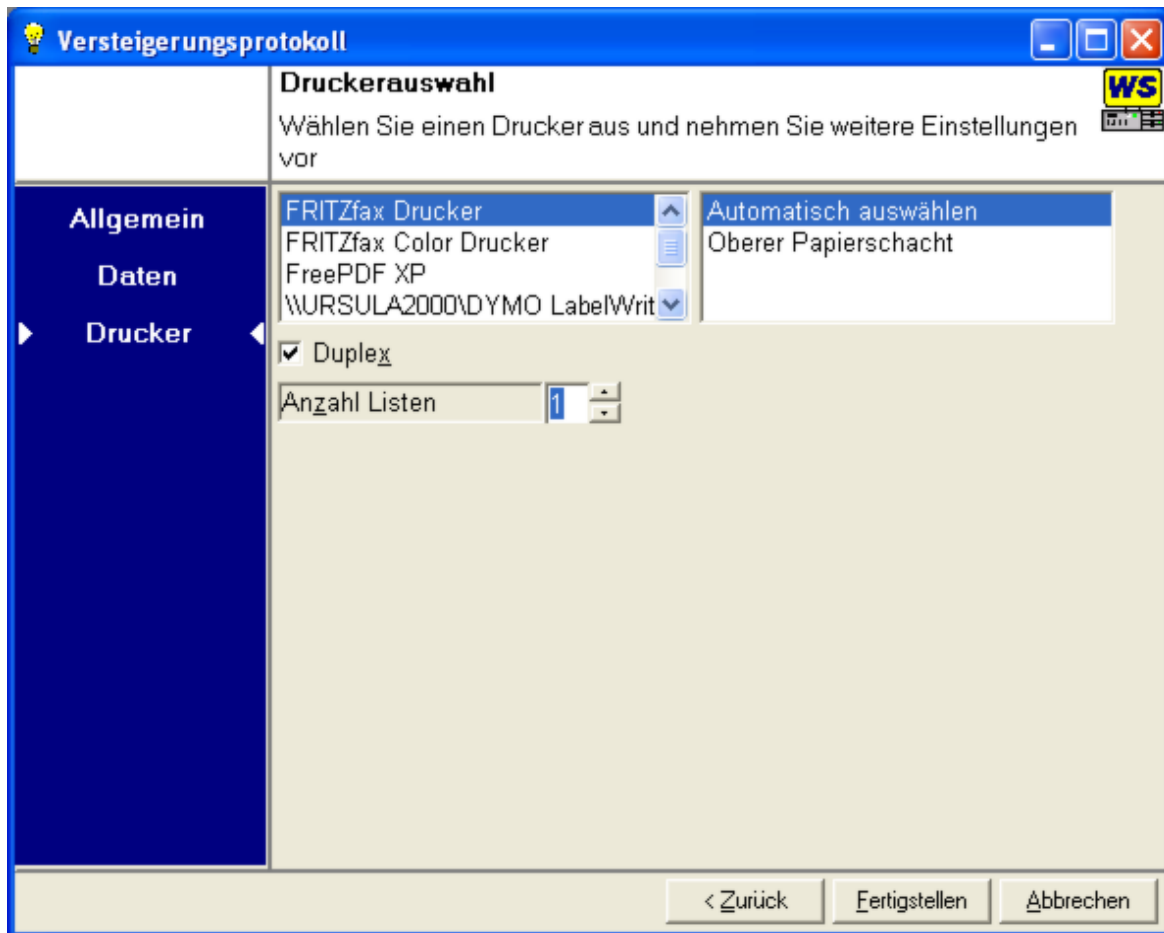 Versteigerungsprotokoll
Druckerauswahl
Wählen Sie einen Drucker aus und nehmen Sie weitere Einstellungen
vor
WS
Allgemein
Daten
Drucker
FRITZfax Drucker
FRITZfax Color Drucker
FreePDF XP
\\URSULA2000\DYMO LabelWrit
Automatisch auswählen
Oberer Papierschacht
Duplex
Anzahl Listen 1
< Zurück
Fertigstellen
Abbrechen